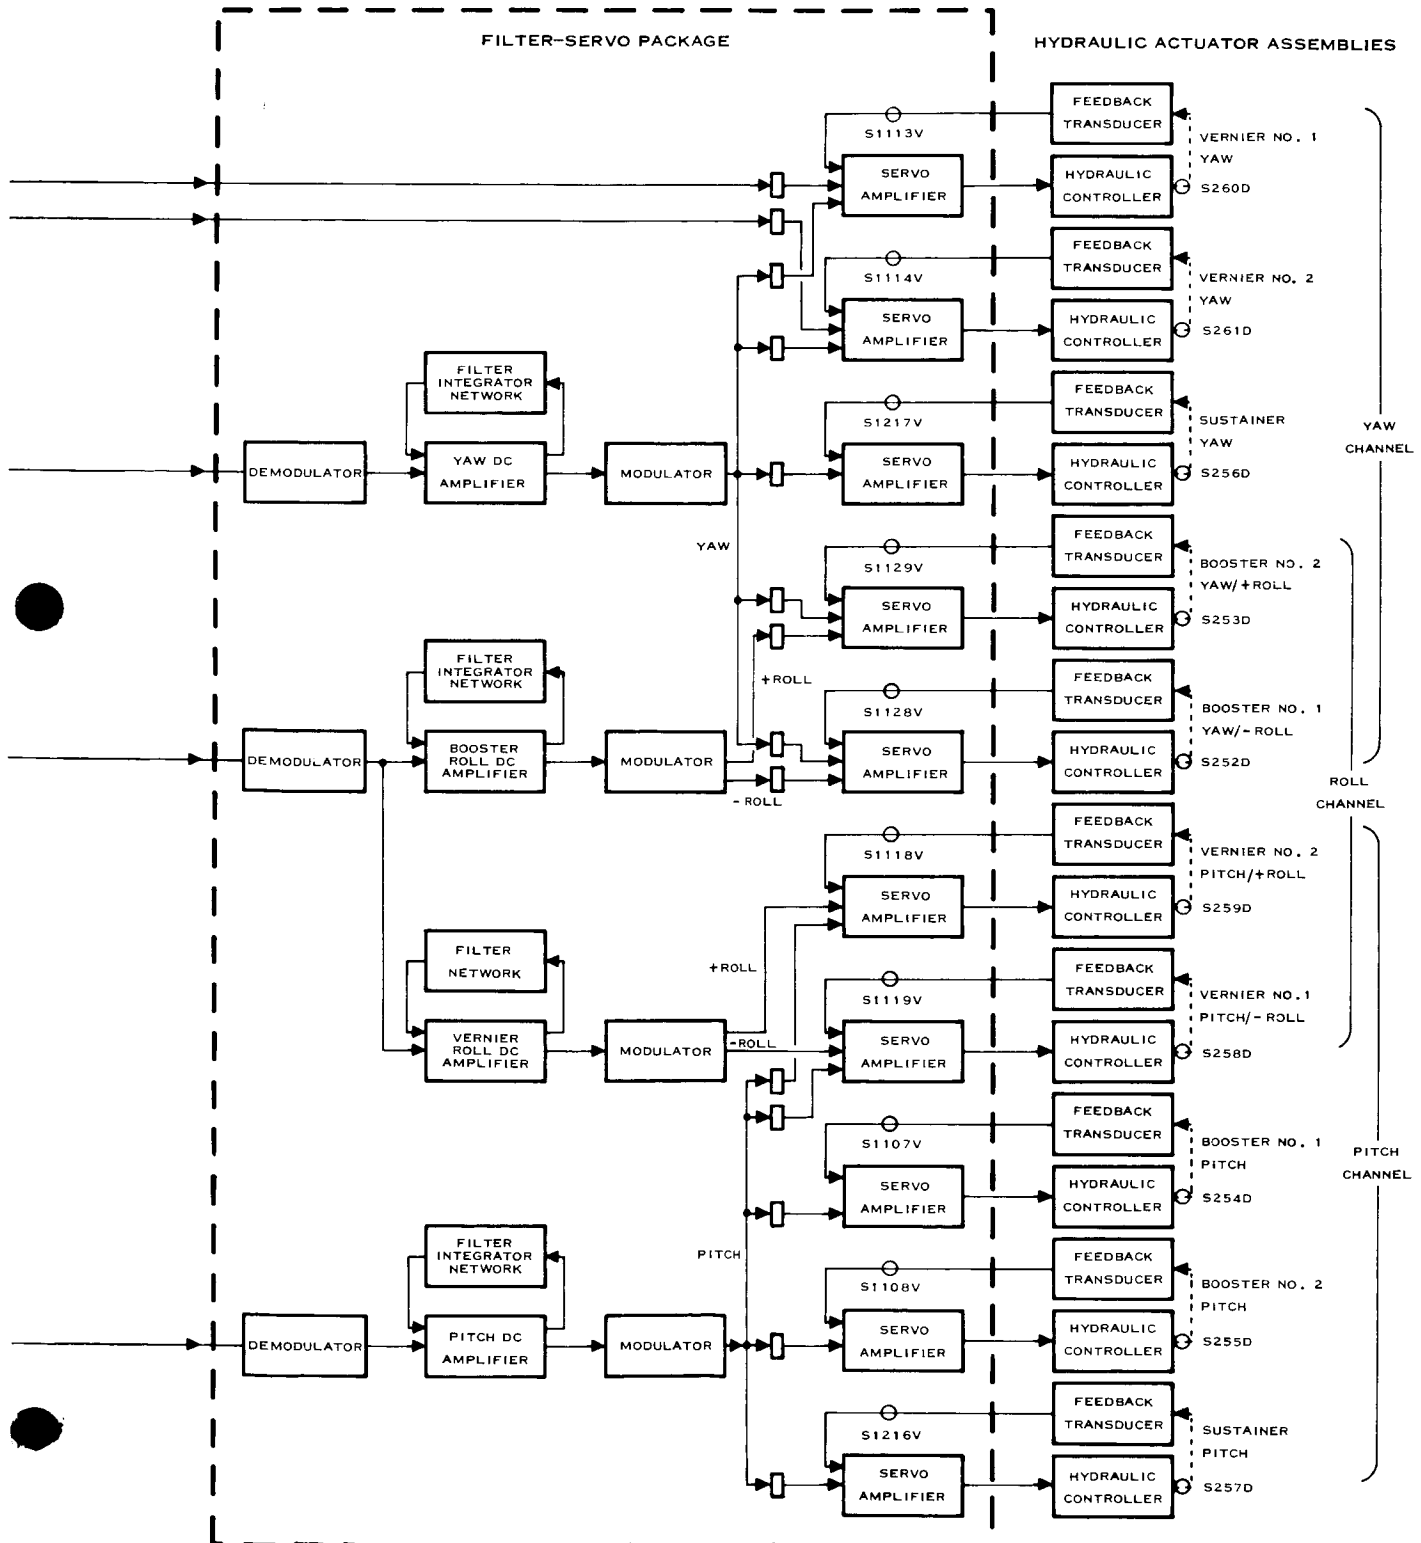 FILTER-SERVO PACKAGE
HYDRAULIC ACTUATOR ASSEMBLIES
FEEDBACK
TRANSDUCER
S1113V
VERNIER NO. 1
YAW
SERVO
AMPLIFIER
HYDRAULIC
CONTROLLER
S260D
FEEDBACK
TRANSDUCER
S1114V
VERNIER NO. 2
YAW
SERVO
AMPLIFIER
HYDRAULIC
CONTROLLER
S261D
FILTER
INTEGRATOR
NETWORK
FEEDBACK
TRANSDUCER
S1217V
SUSTAINER
YAW
YAW
CHANNEL
DEMODULATOR
YAW DC
AMPLIFIER
MODULATOR
SERVO
AMPLIFIER
HYDRAULIC
CONTROLLER
S256D
YAW
FEEDBACK
TRANSDUCER
S1129V
BOOSTER NO. 2
YAW/+ROLL
SERVO
AMPLIFIER
HYDRAULIC
CONTROLLER
S253D
FILTER
INTEGRATOR
NETWORK
+ROLL
FEEDBACK
TRANSDUCER
S1128V
BOOSTER NO. 1
YAW/-ROLL
DEMODULATOR
BOOSTER
ROLL DC
AMPLIFIER
MODULATOR
-ROLL
SERVO
AMPLIFIER
HYDRAULIC
CONTROLLER
S252D
ROLL
CHANNEL
FEEDBACK
TRANSDUCER
S1118V
VERNIER NO. 2
PITCH/+ROLL
SERVO
AMPLIFIER
HYDRAULIC
CONTROLLER
S259D
FILTER
NETWORK
+ROLL
FEEDBACK
TRANSDUCER
S1119V
VERNIER NO.1
PITCH/-ROLL
VERNIER
ROLL DC
AMPLIFIER
MODULATOR
-ROLL
SERVO
AMPLIFIER
HYDRAULIC
CONTROLLER
S258D
FEEDBACK
TRANSDUCER
S1107V
BOOSTER NO. 1
PITCH
PITCH
CHANNEL
SERVO
AMPLIFIER
HYDRAULIC
CONTROLLER
S254D
FILTER
INTEGRATOR
NETWORK
PITCH
FEEDBACK
TRANSDUCER
S1108V
BOOSTER NO. 2
PITCH
DEMODULATOR
PITCH DC
AMPLIFIER
MODULATOR
SERVO
AMPLIFIER
HYDRAULIC
CONTROLLER
S255D
FEEDBACK
TRANSDUCER
S1216V
SUSTAINER
PITCH
SERVO
AMPLIFIER
HYDRAULIC
CONTROLLER
S257D